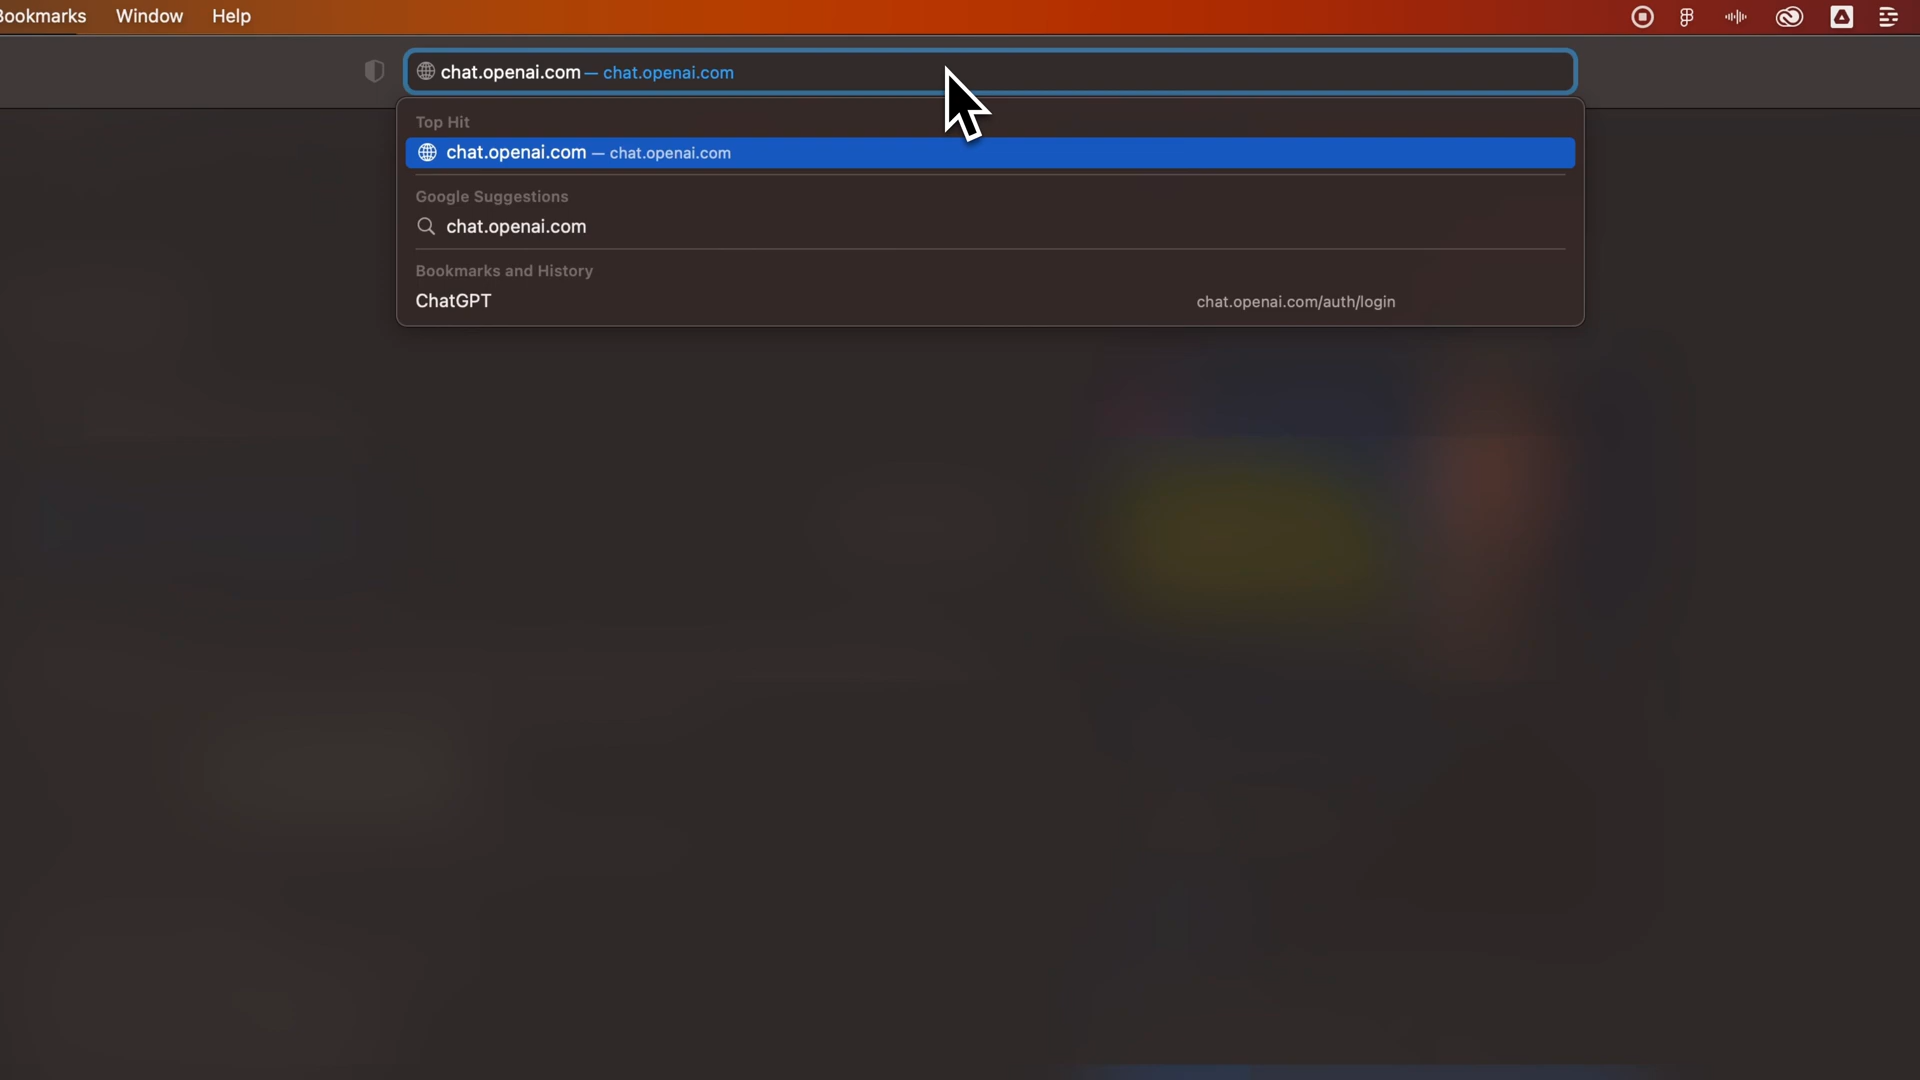 Bookmarks Window Help
chat.openai.com — chat.openai.com
Top Hit
chat.openai.com — chat.openai.com
Google Suggestions
chat.openai.com
Bookmarks and History
ChatGPT chat.openai.com/auth/login